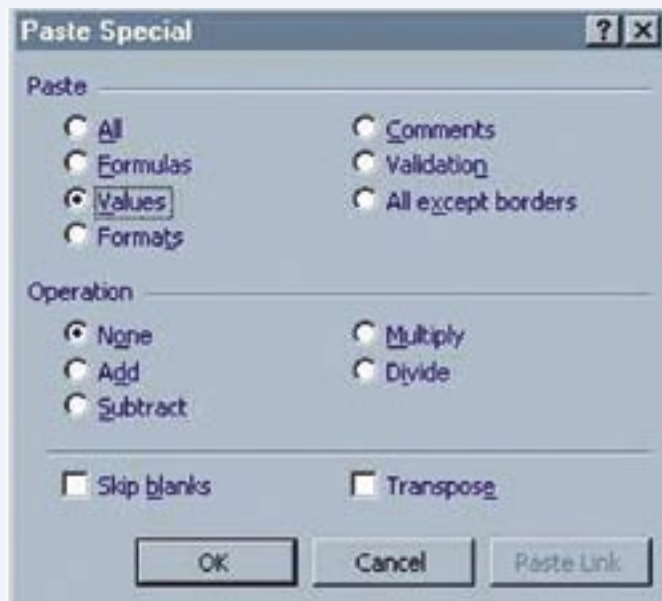 Paste Special
Paste
All
Comments
Formulas
Validation
Values
All except borders
Formats
Operation
None
Multiply
Add
Divide
Subtract
Skip blanks
Transpose
OK
Cancel
Paste Link